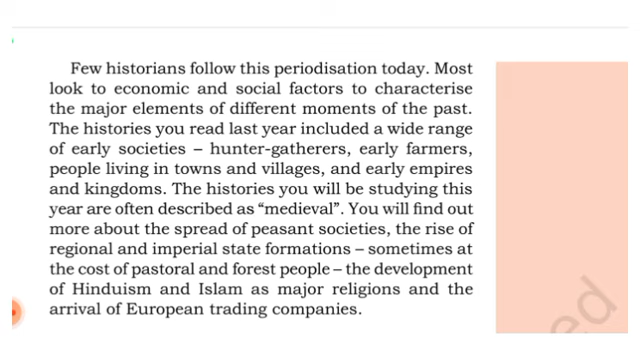 Few historians follow this periodisation today. Most
look to economic and social factors to characterise
the major elements of different moments of the past.
The histories you read last year included a wide range
of early societies – hunter-gatherers, early farmers,
people living in towns and villages, and early empires
and kingdoms. The histories you will be studying this
year are often described as “medieval”. You will find out
more about the spread of peasant societies, the rise of
regional and imperial state formations – sometimes at
the cost of pastoral and forest people – the development
of Hinduism and Islam as major religions and the
arrival of European trading companies.